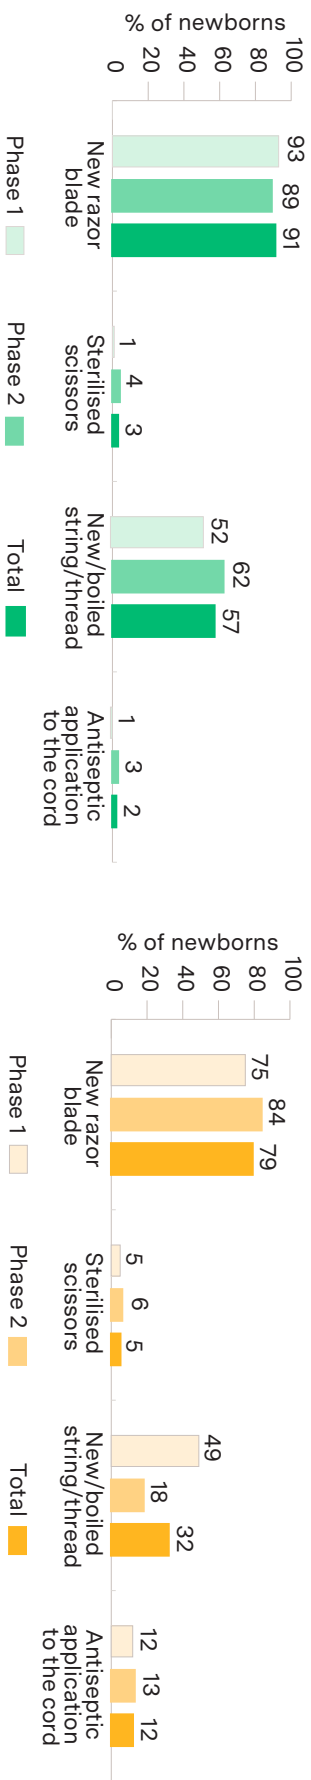 % of newborns
100
80
60
40
20
0
93
89
91
1
4
3
52
62
57
1
3
2
New razor
blade
Sterilised
scissors
New/boiled
string/thread
Antiseptic
application
to the cord
Phase 1
Phase 2
Total
% of newborns
100
80
60
40
20
0
75
84
79
5
6
5
49
18
32
12
13
12
New razor
blade
Sterilised
scissors
New/boiled
string/thread
Antiseptic
application
to the cord
Phase 1
Phase 2
Total